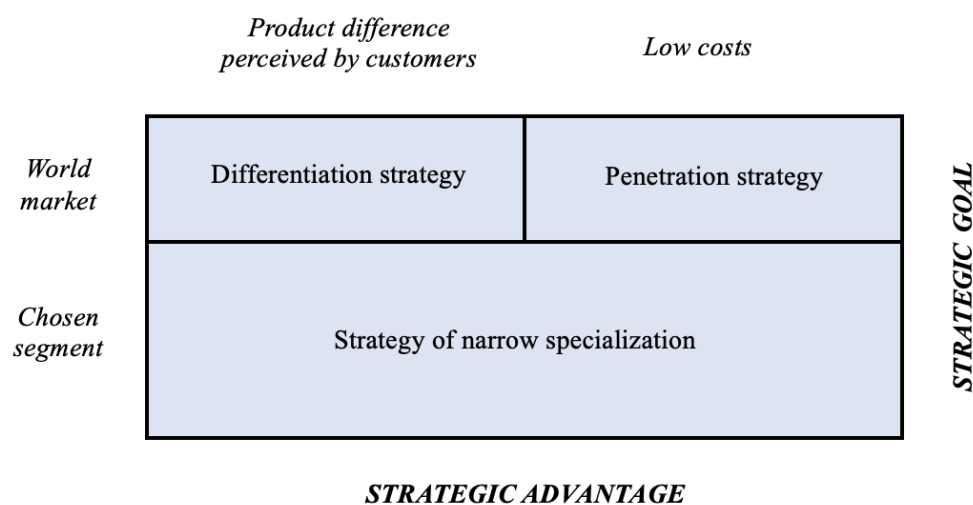 Product difference
perceived by customers
Low costs
World
market
Differentiation strategy
Penetration strategy
STRATEGIC GOAL
Chosen
segment
Strategy of narrow specialization
STRATEGIC ADVANTAGE